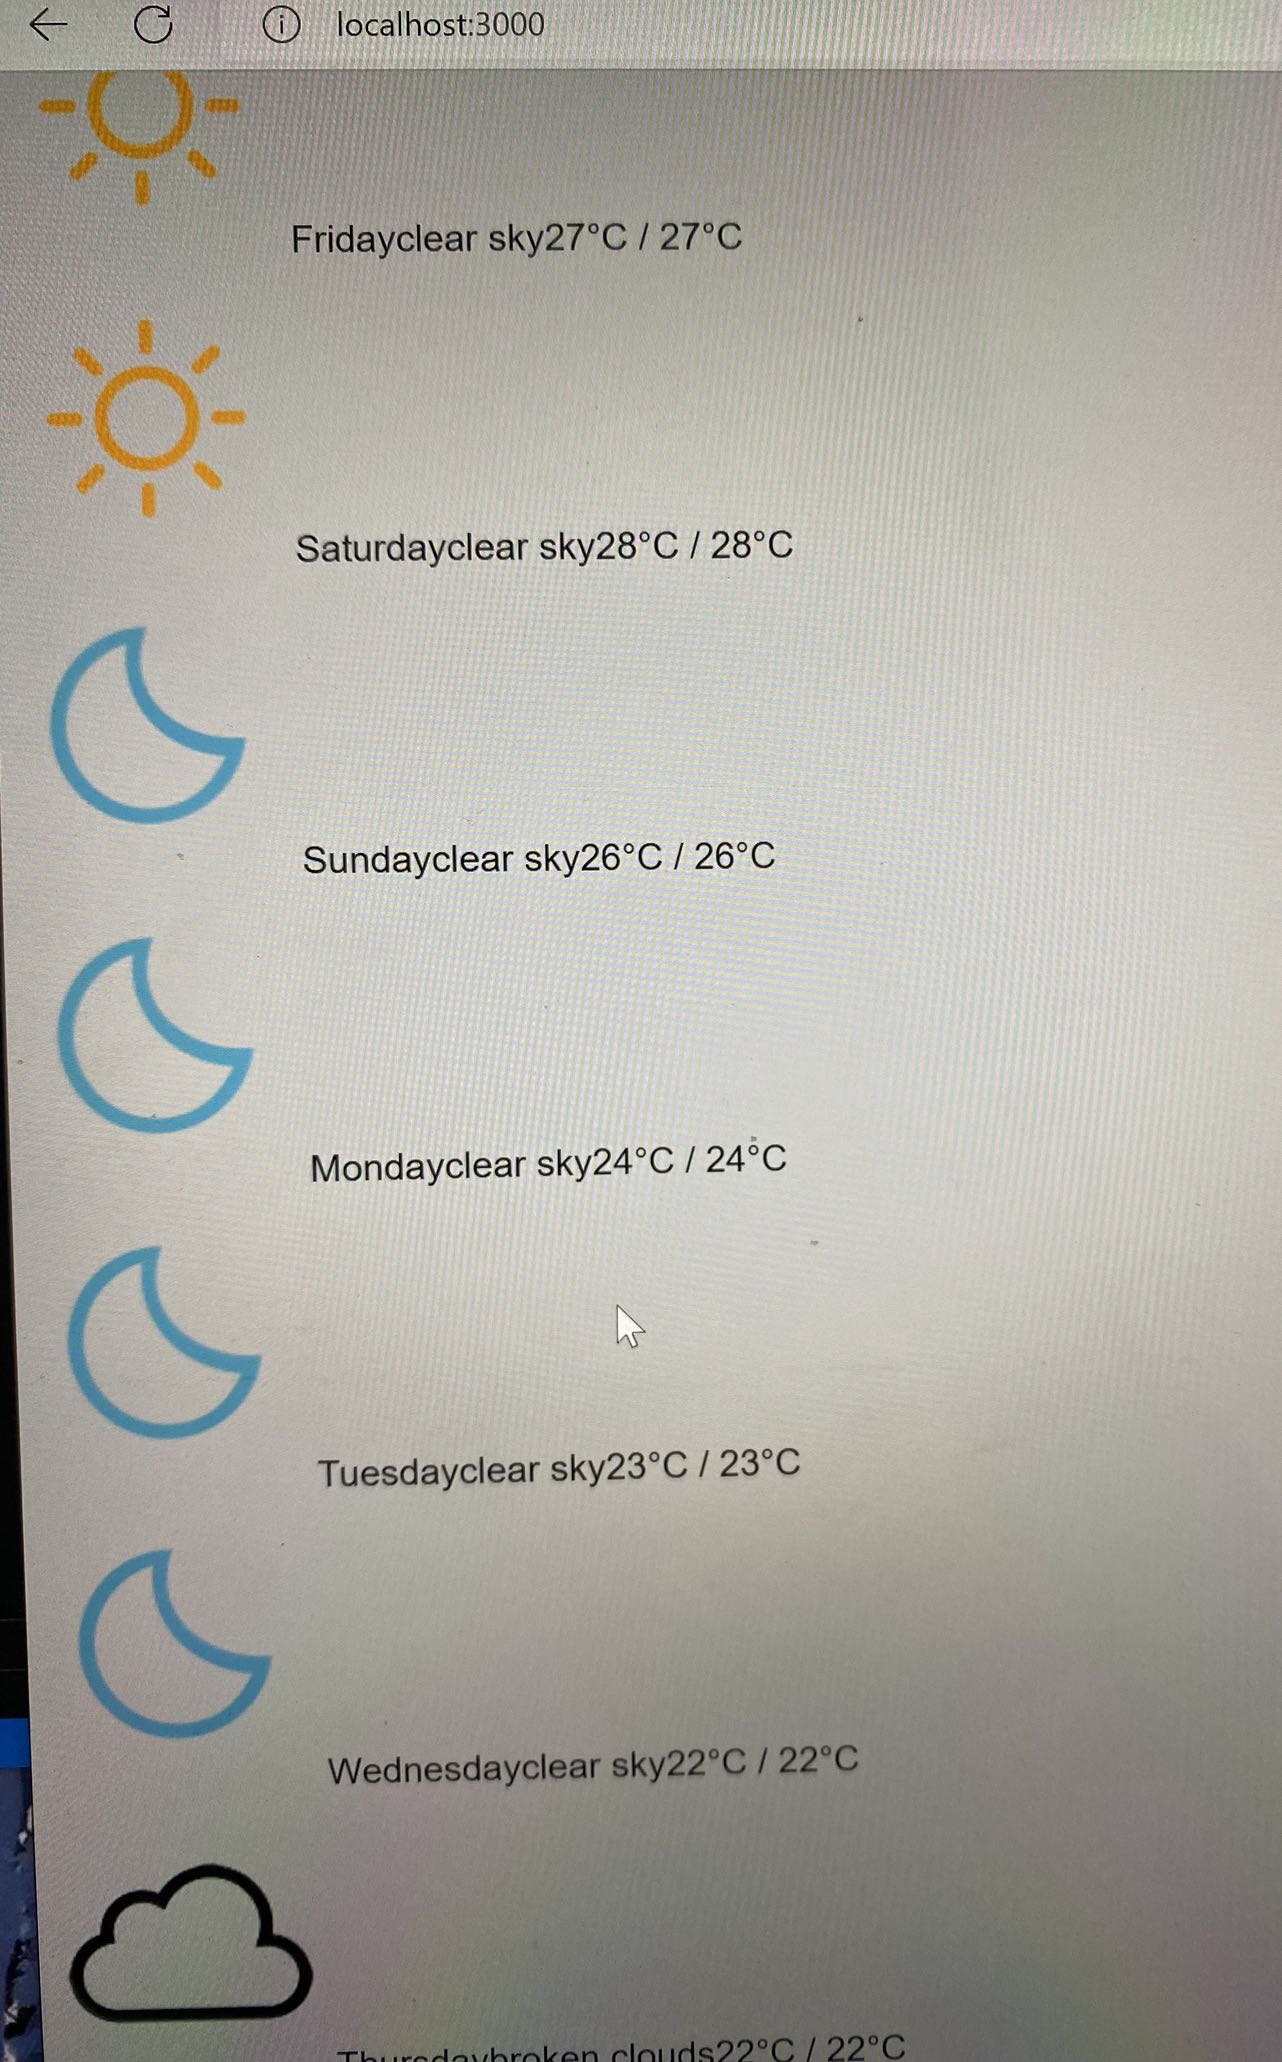 localhost:3000
Fridayclear sky27°C / 27°C
Saturdayclear sky28°C / 28°C
Sundayclear sky26°C / 26°C
Mondayclear sky24°C / 24°C
Tuesdayclear sky23°C / 23°C
Wednesdayclear sky22°C / 22°C
Thursdaybroken clouds22°C / 22°C